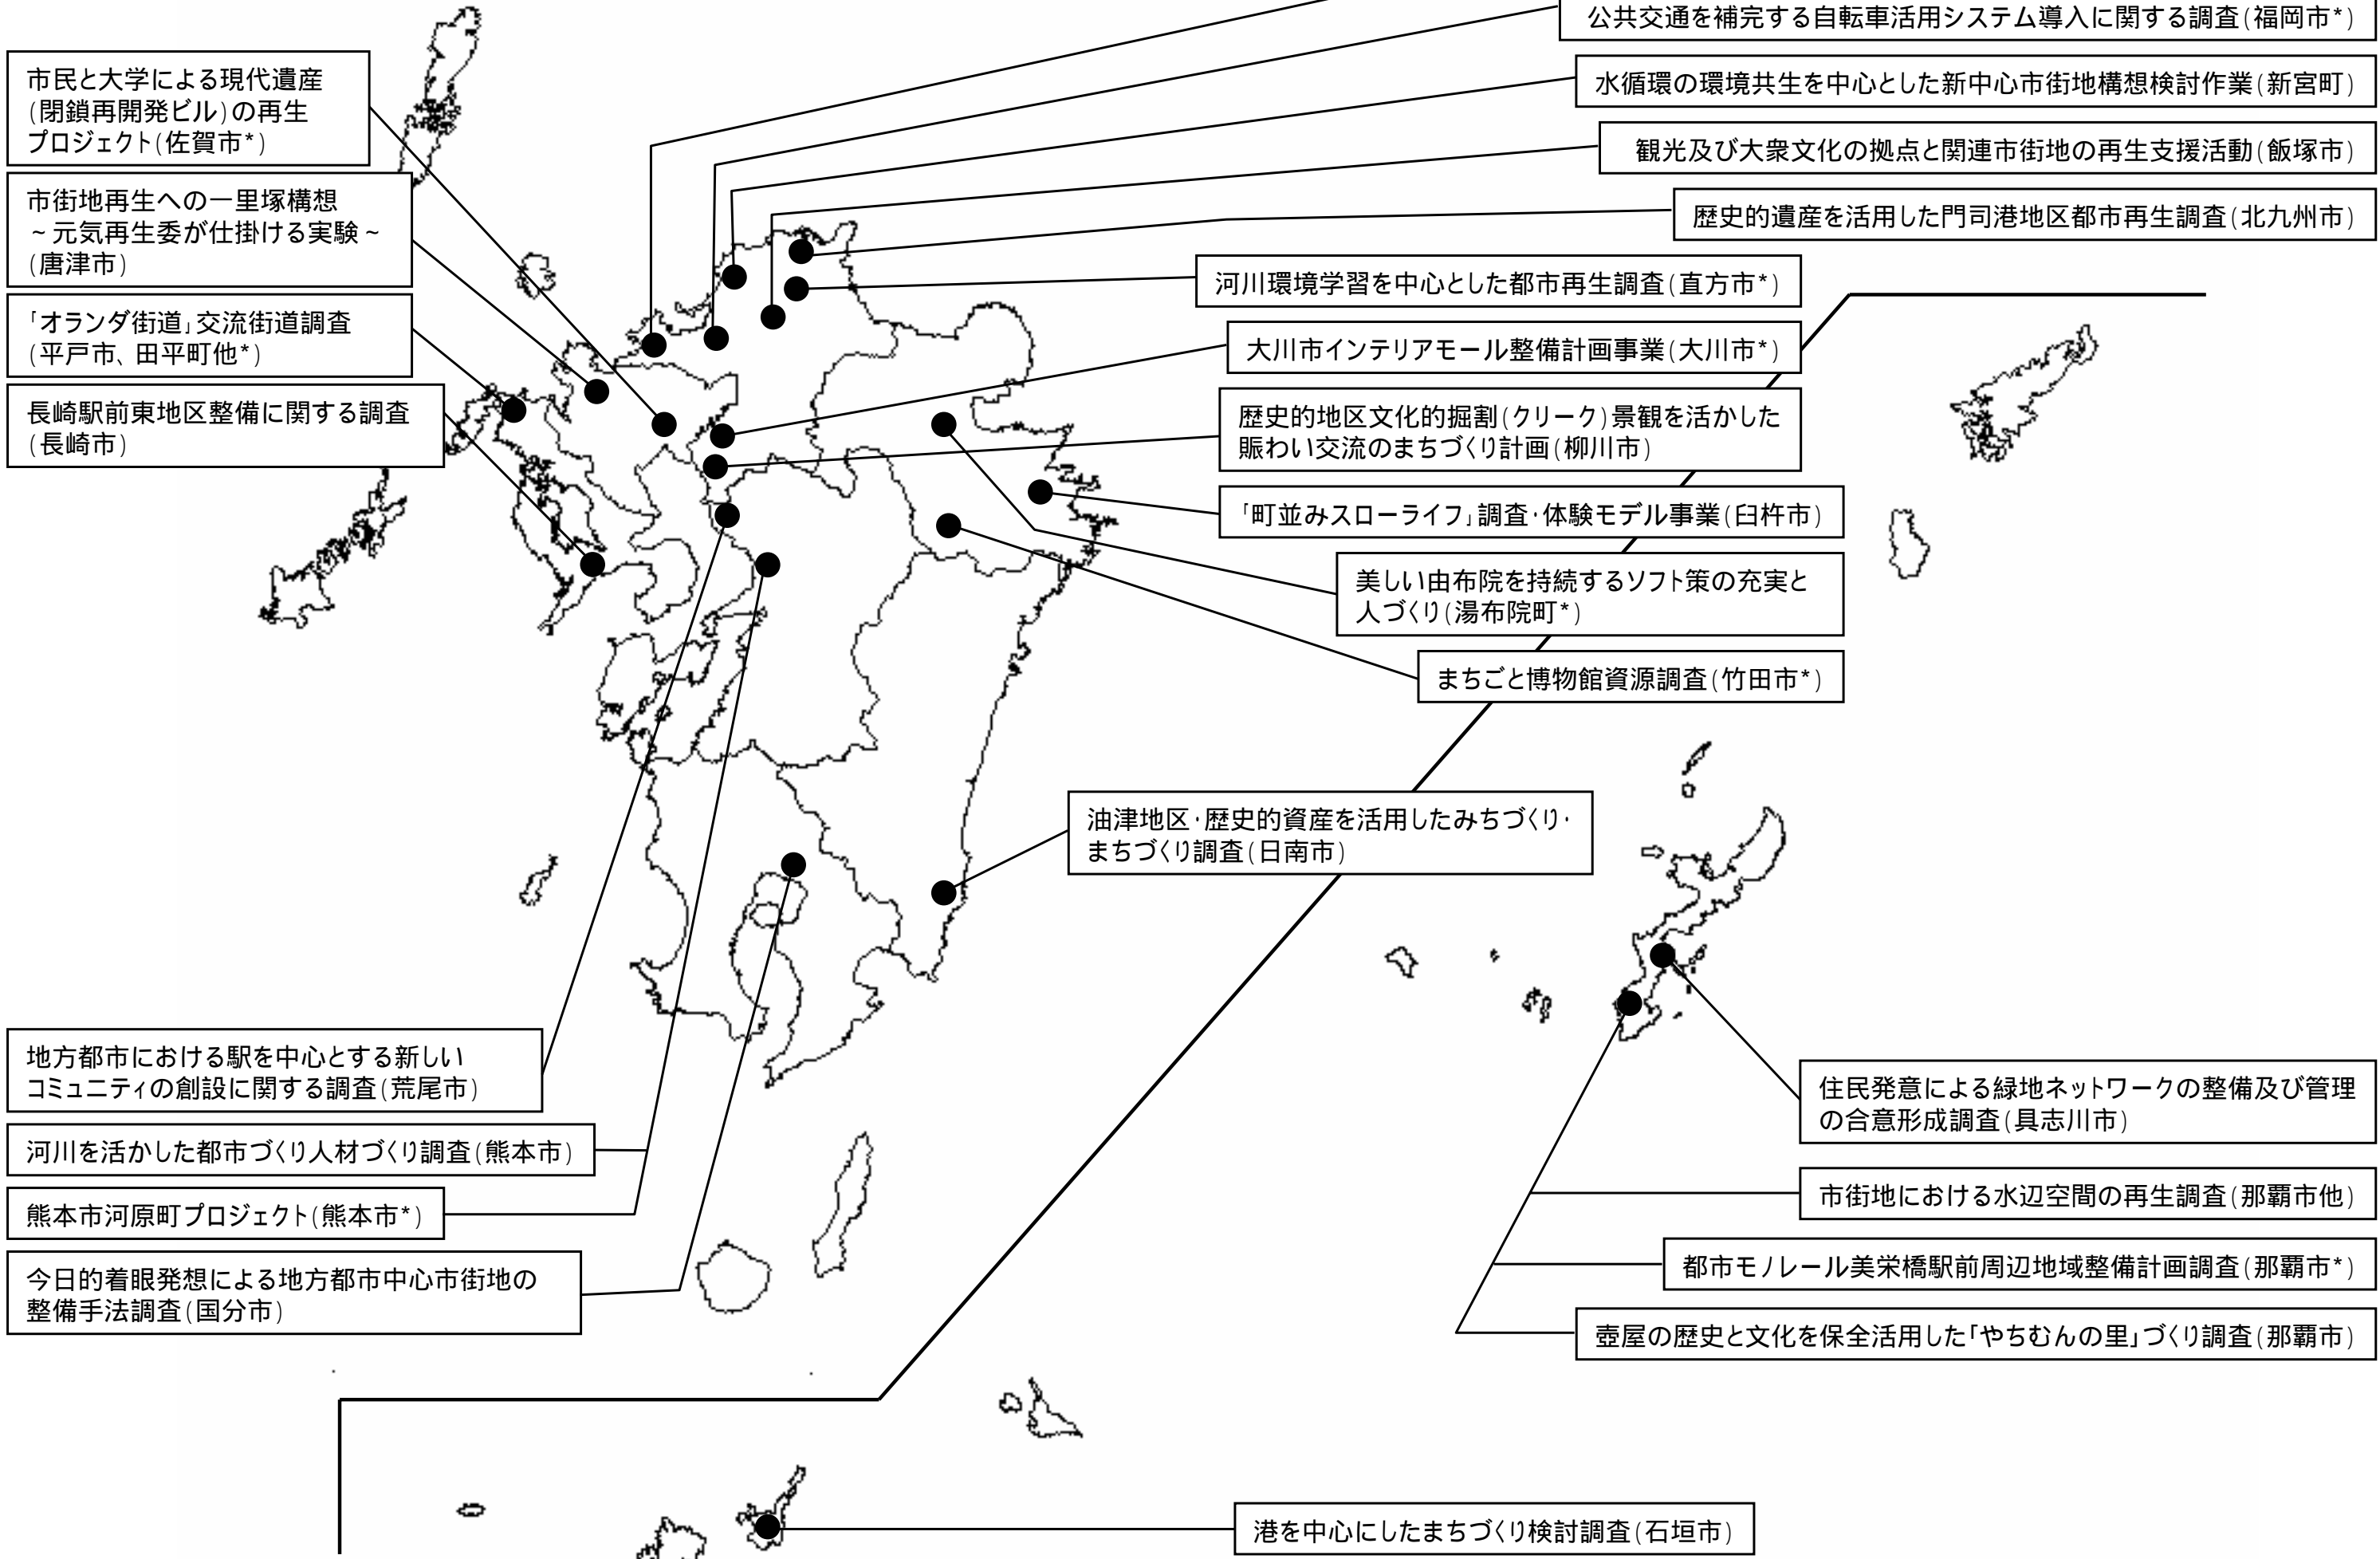 公共交通を補完する自転車活用システム導入に関する調査(福岡市*)
水循環の環境共生を中心とした新中心市街地構想検討作業(新宮町)
観光及び大衆文化の拠点と関連市街地の再生支援活動(飯塚市)
歴史的遺産を活用した門司港地区都市再生調査(北九州市)
河川環境学習を中心とした都市再生調査(直方市*)
大川市インテリアモール整備計画事業(大川市*)
歴史的地区文化的掘割(クリーク)景観を活かした
賑わい交流のまちづくり計画(柳川市)
「町並みスローライフ」調査・体験モデル事業(臼杵市)
美しい由布院を持続するソフト策の充実と
人づくり(湯布院町*)
まちごと博物館資源調査(竹田市*)
油津地区・歴史的資産を活用したみちづくり・
まちづくり調査(日南市)
市民と大学による現代遺産
(閉鎖再開発ビル)の再生
プロジェクト(佐賀市*)
市街地再生への一里塚構想
~元気再生委が仕掛ける実験~
(唐津市)
「オランダ街道」交流街道調査
(平戸市、田平町他*)
長崎駅前東地区整備に関する調査
(長崎市)
地方都市における駅を中心とする新しい
コミュニティの創設に関する調査(荒尾市)
河川を活かした都市づくり人材づくり調査(熊本市)
熊本市河原町プロジェクト(熊本市*)
今日的着眼発想による地方都市中心市街地の
整備手法調査(国分市)
住民発意による緑地ネットワークの整備及び管理
の合意形成調査(具志川市)
市街地における水辺空間の再生調査(那覇市他)
都市モノレール美栄橋駅前周辺地域整備計画調査(那覇市*)
壺屋の歴史と文化を保全活用した「やちむんの里」づくり調査(那覇市)
港を中心にしたまちづくり検討調査(石垣市)